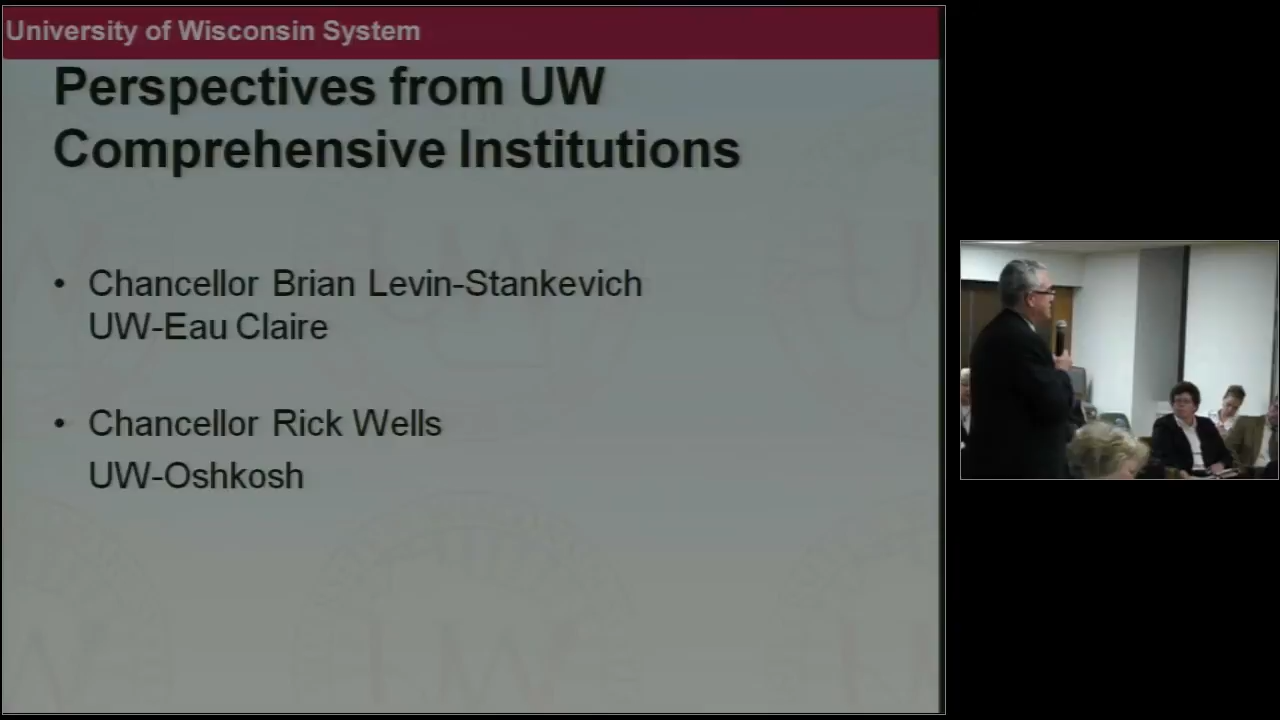 University of Wisconsin System
Perspectives from UW
Comprehensive Institutions
• Chancellor Brian Levin-Stankevich
UW-Eau Claire
• Chancellor Rick Wells
UW-Oshkosh